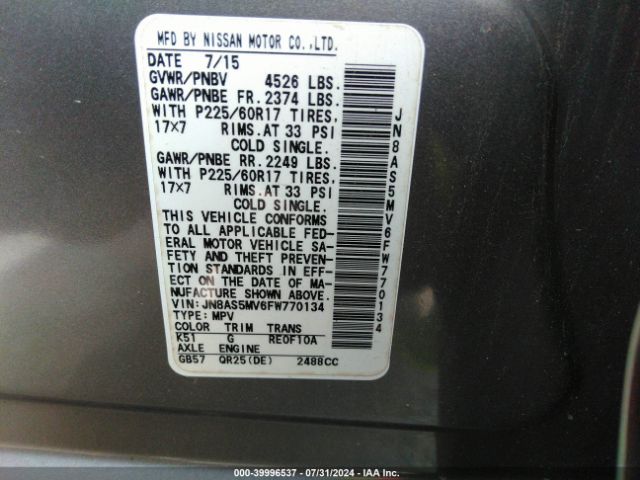 MFD BY NISSAN MOTOR CO.,LTD.
DATE 7/15
GVWR/PNBV 4526 LBS.
GAWR/PNBE FR. 2374 LBS.
WITH P225/60R17 TIRES,
17x7 RIMS. AT 33 PSI
COLD SINGLE.
GAWR/PNBE RR. 2249 LBS.
WITH P225/60R17 TIRES,
17x7 RIMS. AT 33 PSI
COLD SINGLE.
THIS VEHICLE CONFORMS
TO ALL APPLICABLE FED-
ERAL MOTOR VEHICLE SA-
FETY AND THEFT PREVEN-
TION STANDARDS IN EFF-
ECT ON THE DATE OF MA-
NUFACTURE SHOWN ABOVE.
VIN: JN8AS5MV6FW770134
TYPE: MPV
COLOR TRIM TRANS
K51 G RE0F10A
AXLE ENGINE
GB57 QR25(DE) 2488CC
JN8AS5MV6FW770134
000-39996537 - 07/31/2024 - IAA Inc.